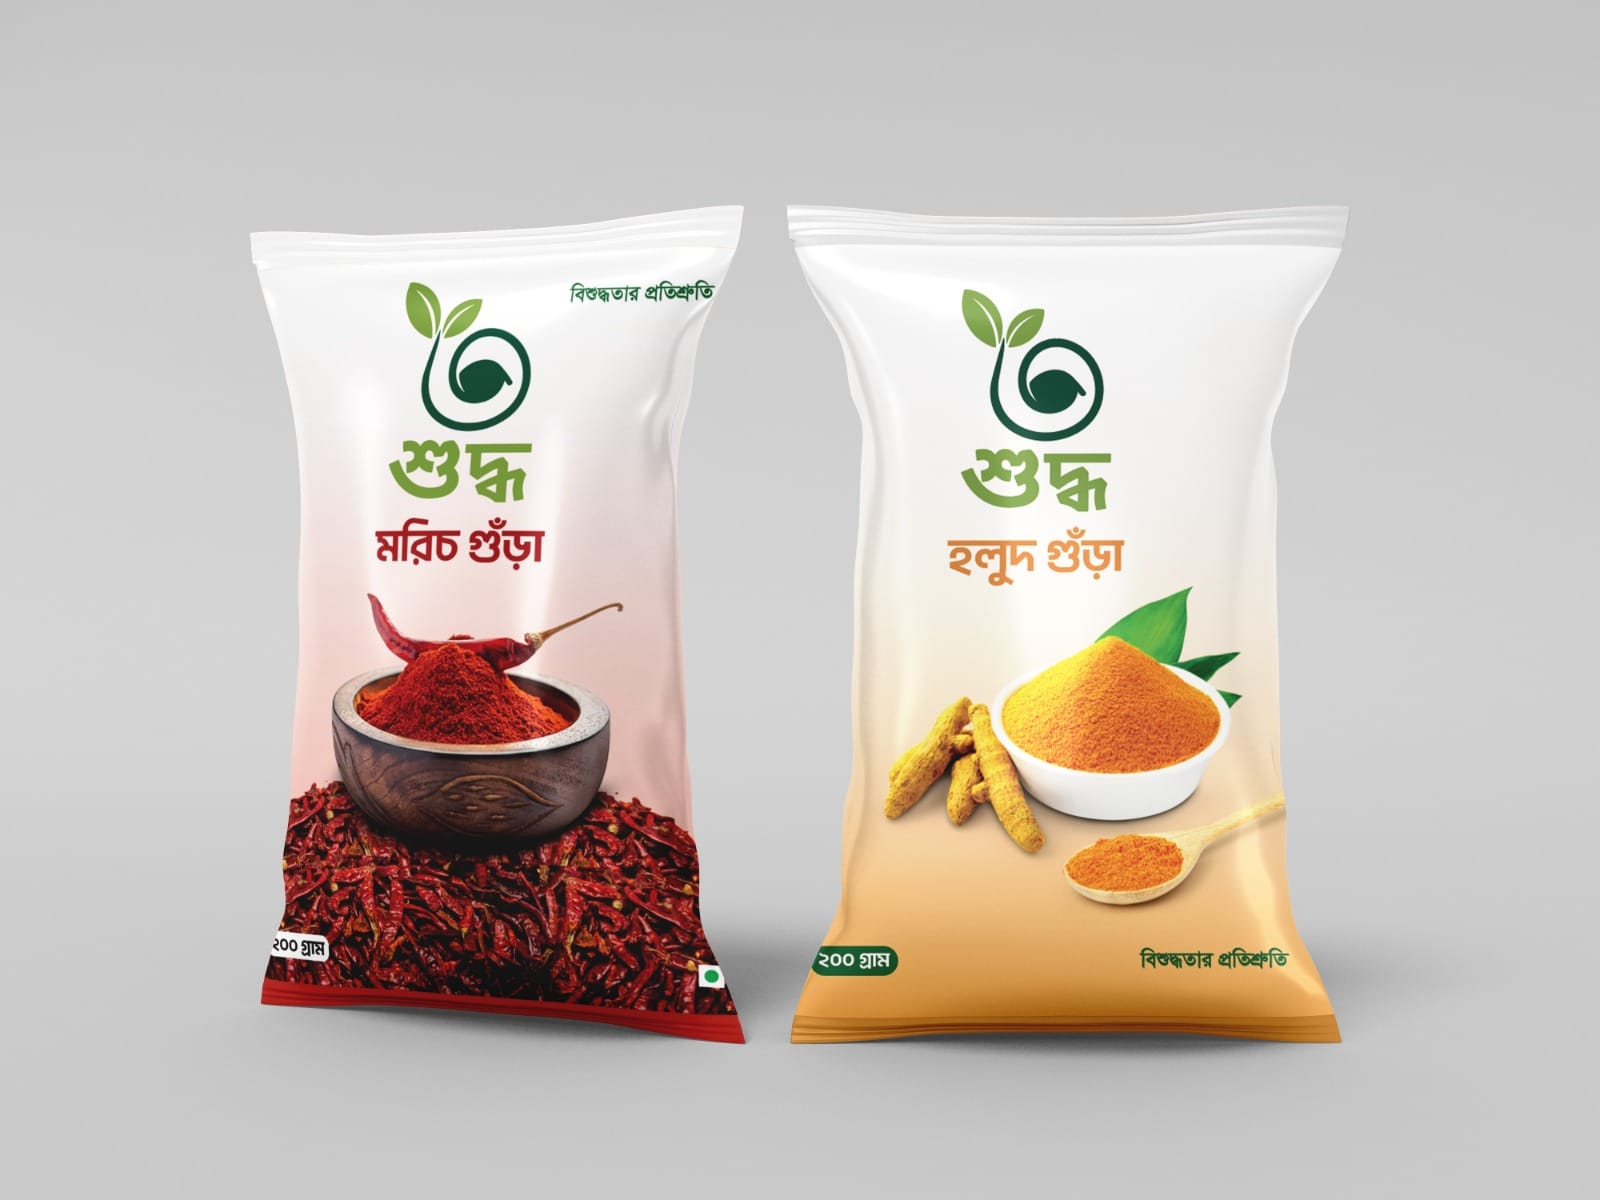 বিশুদ্ধতার প্রতিশ্রুতি
শুদ্ধ
মরিচ গুঁড়া
২০০ গ্রাম
শুদ্ধ
হলুদ গুঁড়া
২০০ গ্রাম
বিশুদ্ধতার প্রতিশ্রুতি